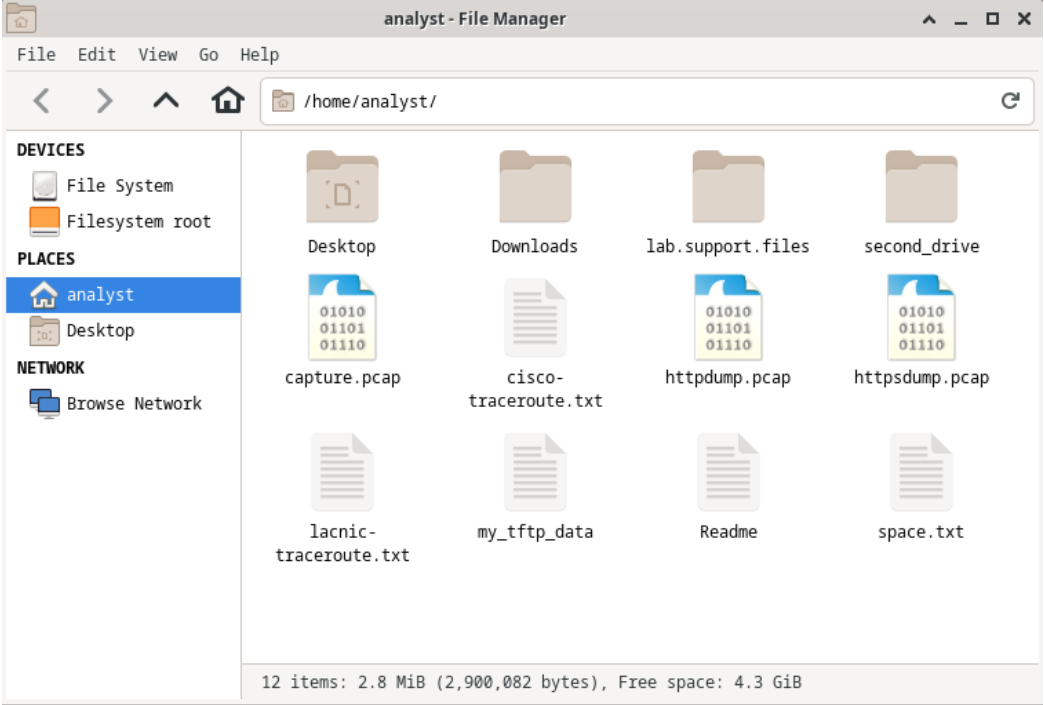 analyst - File Manager
File Edit View Go Help
/home/analyst/
DEVICES
File System
Filesystem root
PLACES
analyst
Desktop
NETWORK
Browse Network
Desktop
Downloads
lab.support.files
second_drive
01010
01101
01110
capture.pcap
cisco-
traceroute.txt
01010
01101
01110
httpdump.pcap
01010
01101
01110
httpsdump.pcap
lacnic-
traceroute.txt
my_tftp_data
Readme
space.txt
12 items: 2.8 MiB (2,900,082 bytes), Free space: 4.3 GiB